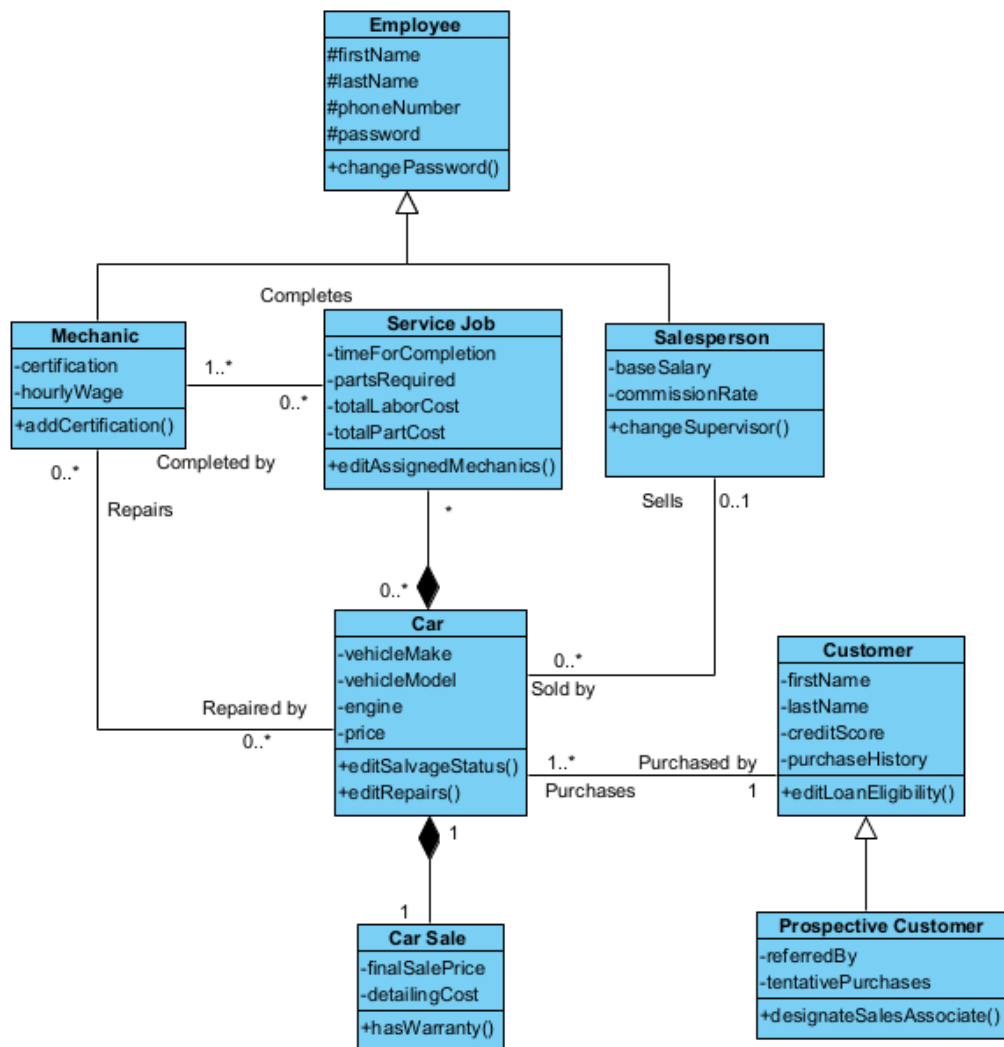 Employee
#firstName
#lastName
#phoneNumber
#password
+changePassword()
Completes
Mechanic
-certification
-hourlyWage
+addCertification()
1..*
0..*
Completed by
Service Job
-timeForCompletion
-partsRequired
-totalLaborCost
-totalPartCost
+editAssignedMechanics()
Salesperson
-baseSalary
-commissionRate
+changeSupervisor()
0..*
Repairs
*
0..*
Sells
0..1
Car
-vehicleMake
-vehicleModel
-engine
-price
+editSalvageStatus()
+editRepairs()
0..*
Sold by
Repaired by
0..*
1..*
Purchases
Purchased by
1
Customer
-firstName
-lastName
-creditScore
-purchaseHistory
+editLoanEligibility()
1
1
Car Sale
-finalSalePrice
-detailingCost
+hasWarranty()
Prospective Customer
-referredBy
-tentativePurchases
+designateSalesAssociate()